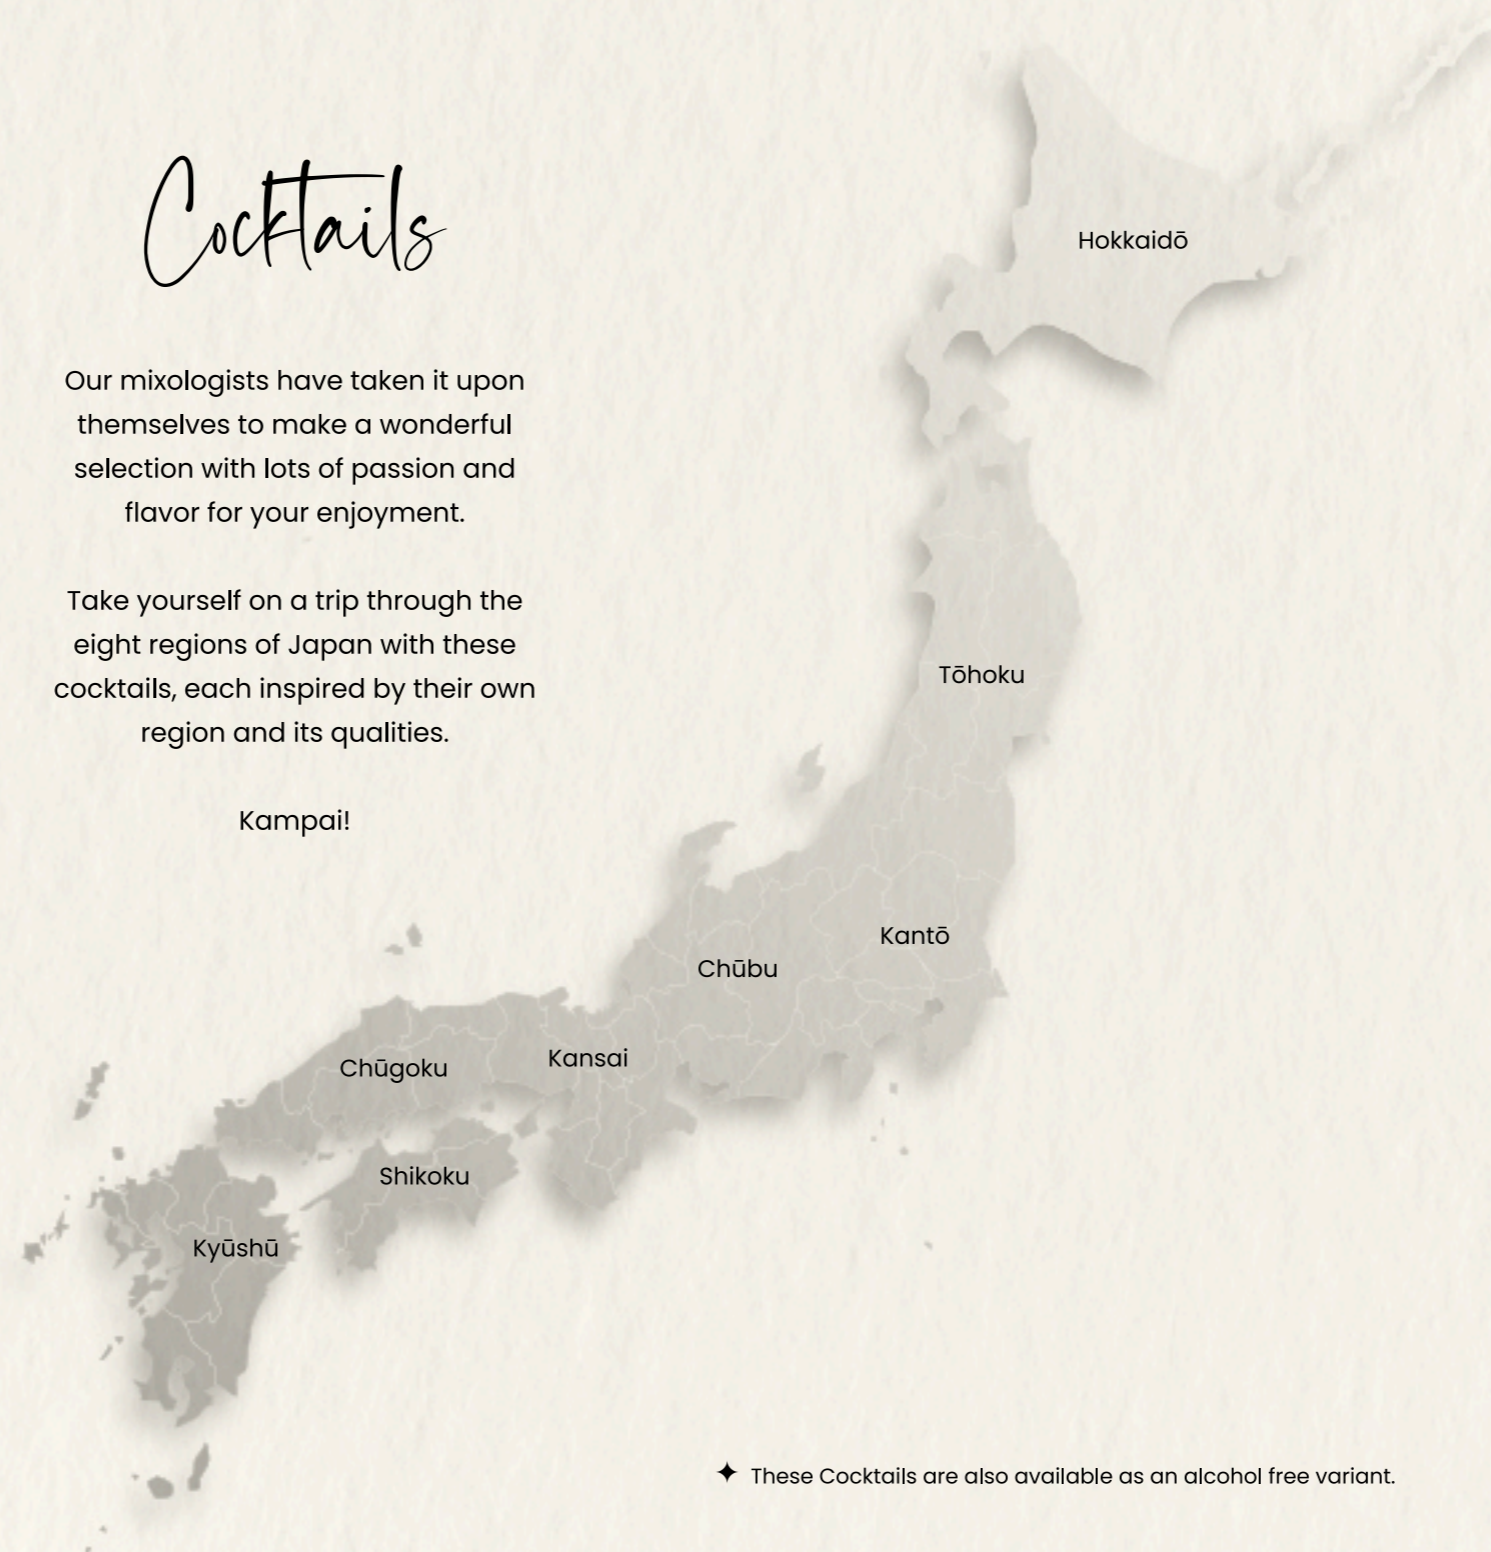 Cocktails
Our mixologists have taken it upon
themselves to make a wonderful
selection with lots of passion and
flavor for your enjoyment.
Take yourself on a trip through the
eight regions of Japan with these
cocktails, each inspired by their own
region and its qualities.
Kampai!
Hokkaidō
Tōhoku
Kantō
Chūbu
Kansai
Chūgoku
Shikoku
Kyūshū
✦ These Cocktails are also available as an alcohol free variant.